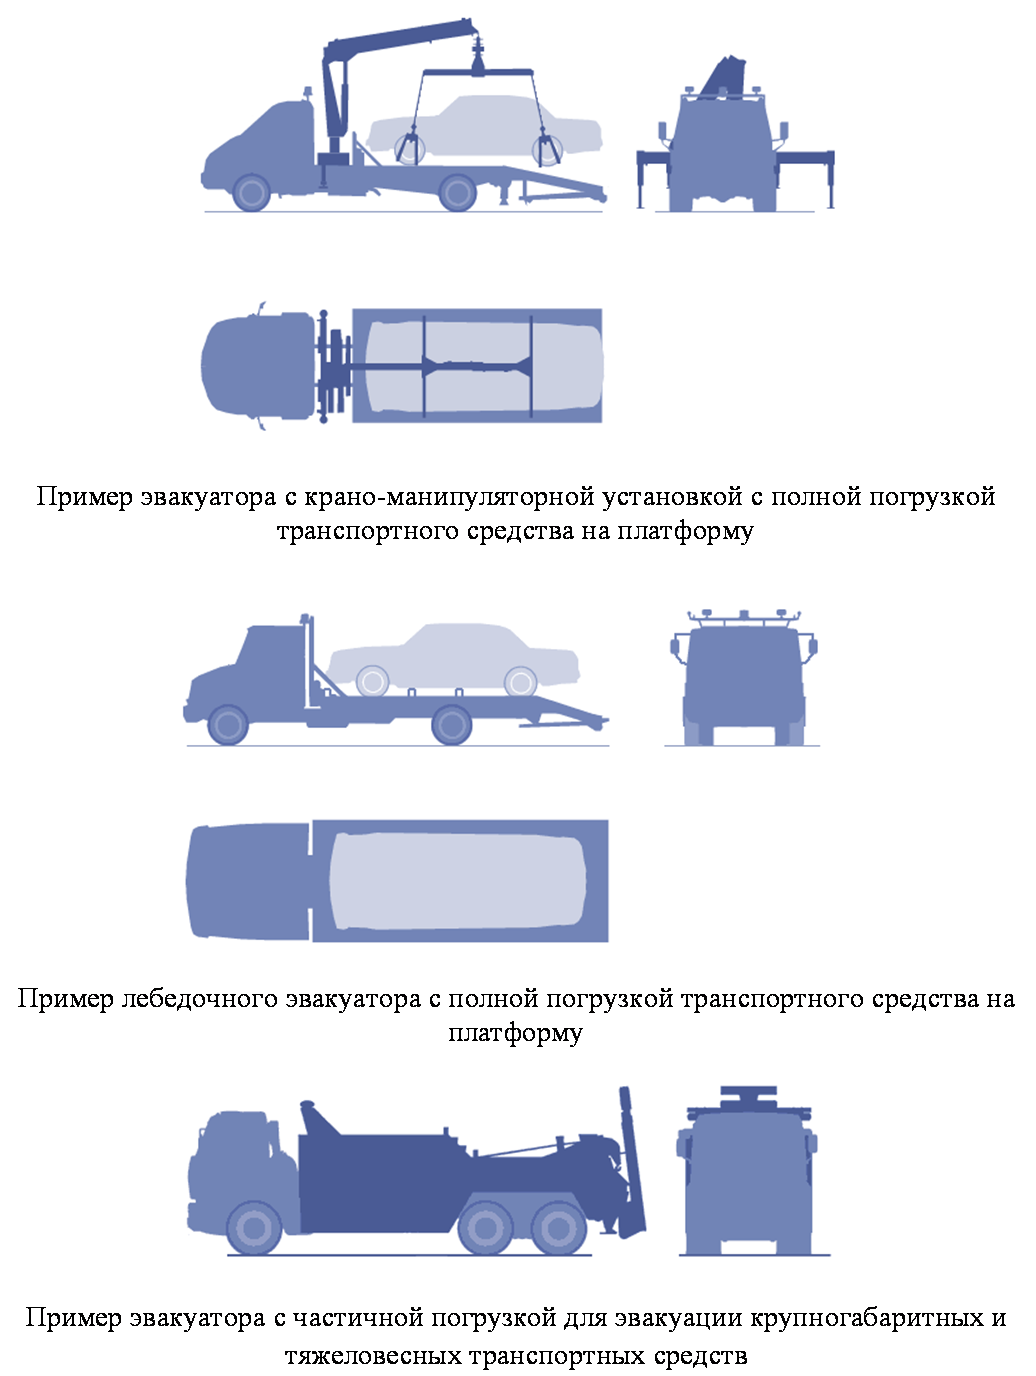 Пример эвакуатора с крано-манипуляторной установкой с полной погрузкой
транспортного средства на платформу
Пример лебедочного эвакуатора с полной погрузкой транспортного средства на
платформу
Пример эвакуатора с частичной погрузкой для эвакуации крупногабаритных и
тяжеловесных транспортных средств